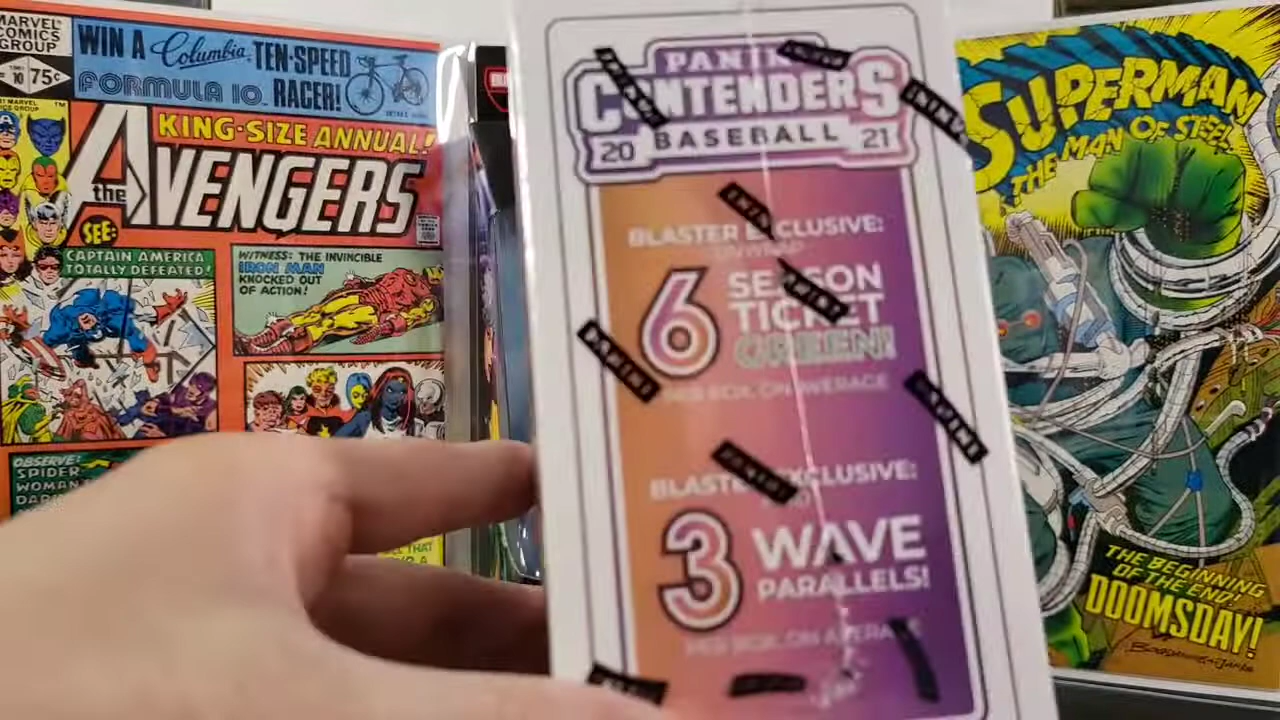 MARVEL®
COMICS
GROUP
10 75¢
WIN A Columbia TEN-SPEED
FORMULA 10 RACER!
KING-SIZE ANNUAL!
the AVENGERS
SEE:
CAPTAIN AMERICA
TOTALLY DEFEATED!
WITNESS: THE INVINCIBLE
IRON MAN
KNOCKED OUT
OF ACTION!
OBSERVE:
SPIDER
WOMAN
PANINI
CONTENDERS
20 BASEBALL 21
BLASTER EXCLUSIVE:
6 SEASON
TICKET
GREEN!
PER BOX, ON AVERAGE
BLASTER EXCLUSIVE:
3 WAVE
PARALLELS!
PER BOX, ON AVERAGE
PANINI
SUPERMAN
THE MAN OF STEEL
THE BEGINNING
OF THE END!
DOOMSDAY!